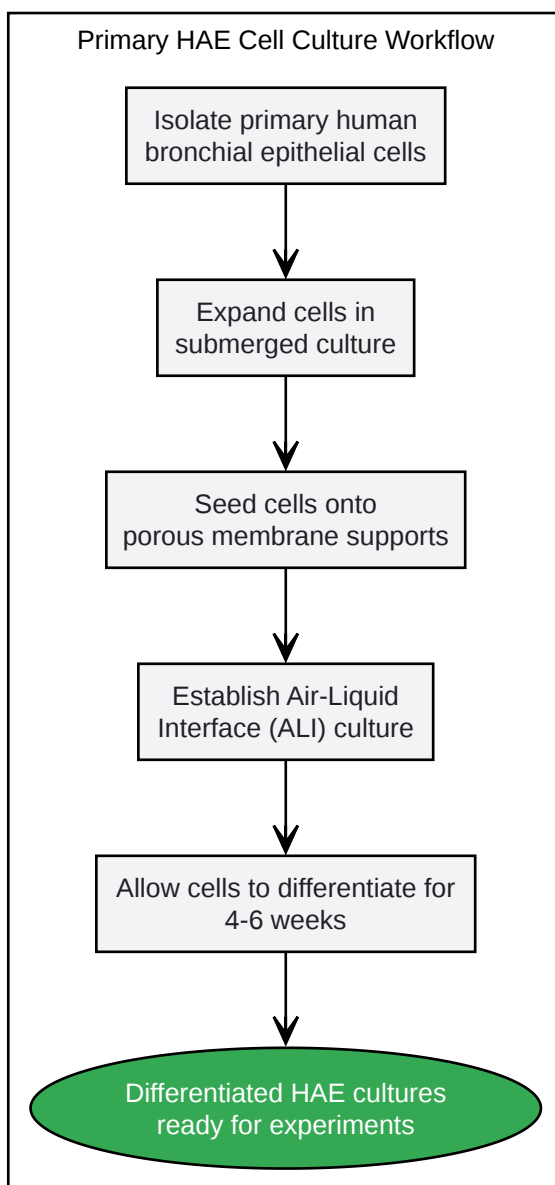 Primary HAE Cell Culture Workflow
Isolate primary human
bronchial epithelial cells
Expand cells in
submerged culture
Seed cells onto
porous membrane supports
Establish Air-Liquid
Interface (ALI) culture
Allow cells to differentiate for
4-6 weeks
Differentiated HAE cultures
ready for experiments